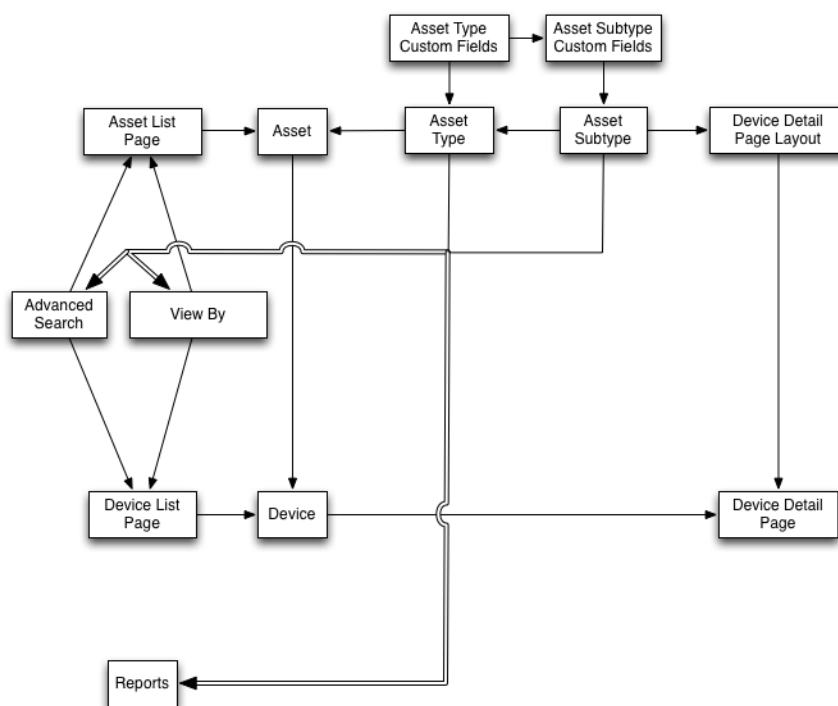 Asset Type
Custom Fields
Asset Subtype
Custom Fields
Asset List
Page
Asset
Asset
Type
Asset
Subtype
Device Detail
Page Layout
Advanced
Search
View By
Device List
Page
Device
Device Detail
Page
Reports